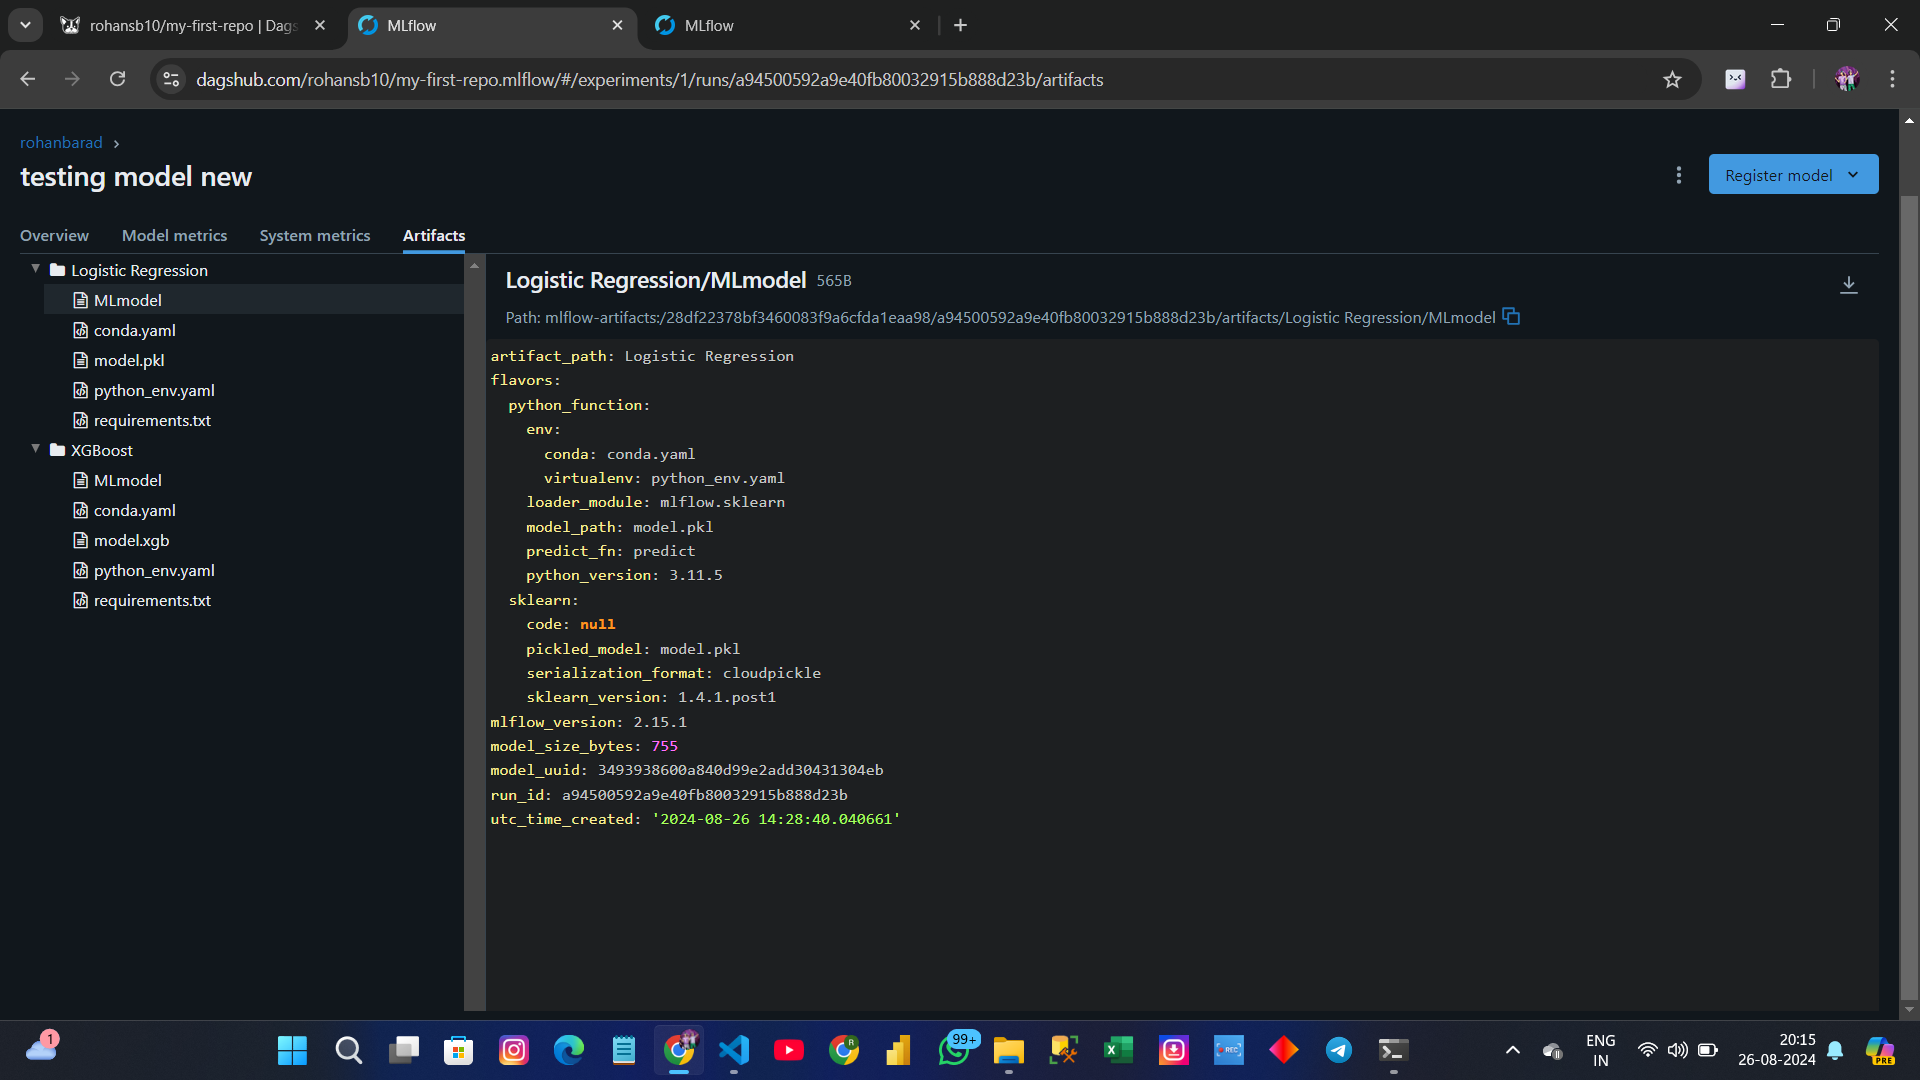 rohansb10/my-first-repo | Dags
MLflow
MLflow
dagshub.com/rohansb10/my-first-repo.mlflow/#/experiments/1/runs/a94500592a9e40fb80032915b888d23b/artifacts
rohanbarad
testing model new
Register model
Overview
Model metrics
System metrics
Artifacts
Logistic Regression
MLmodel
conda.yaml
model.pkl
python_env.yaml
requirements.txt
XGBoost
MLmodel
conda.yaml
model.xgb
python_env.yaml
requirements.txt
Logistic Regression/MLmodel 565B
Path: mlflow-artifacts:/28df22378bf3460083f9a6cfda1eaa98/a94500592a9e40fb80032915b888d23b/artifacts/Logistic Regression/MLmodel
artifact_path: Logistic Regression
flavors:
python_function:
env:
conda: conda.yaml
virtualenv: python_env.yaml
loader_module: mlflow.sklearn
model_path: model.pkl
predict_fn: predict
python_version: 3.11.5
sklearn:
code: null
pickled_model: model.pkl
serialization_format: cloudpickle
sklearn_version: 1.4.1.post1
mlflow_version: 2.15.1
model_size_bytes: 755
model_uuid: 3493938600a840d99e2add30431304eb
run_id: a94500592a9e40fb80032915b888d23b
utc_time_created: '2024-08-26 14:28:40.040661'
1
R
99+
REC
ENG
IN
20:15
26-08-2024
PRE